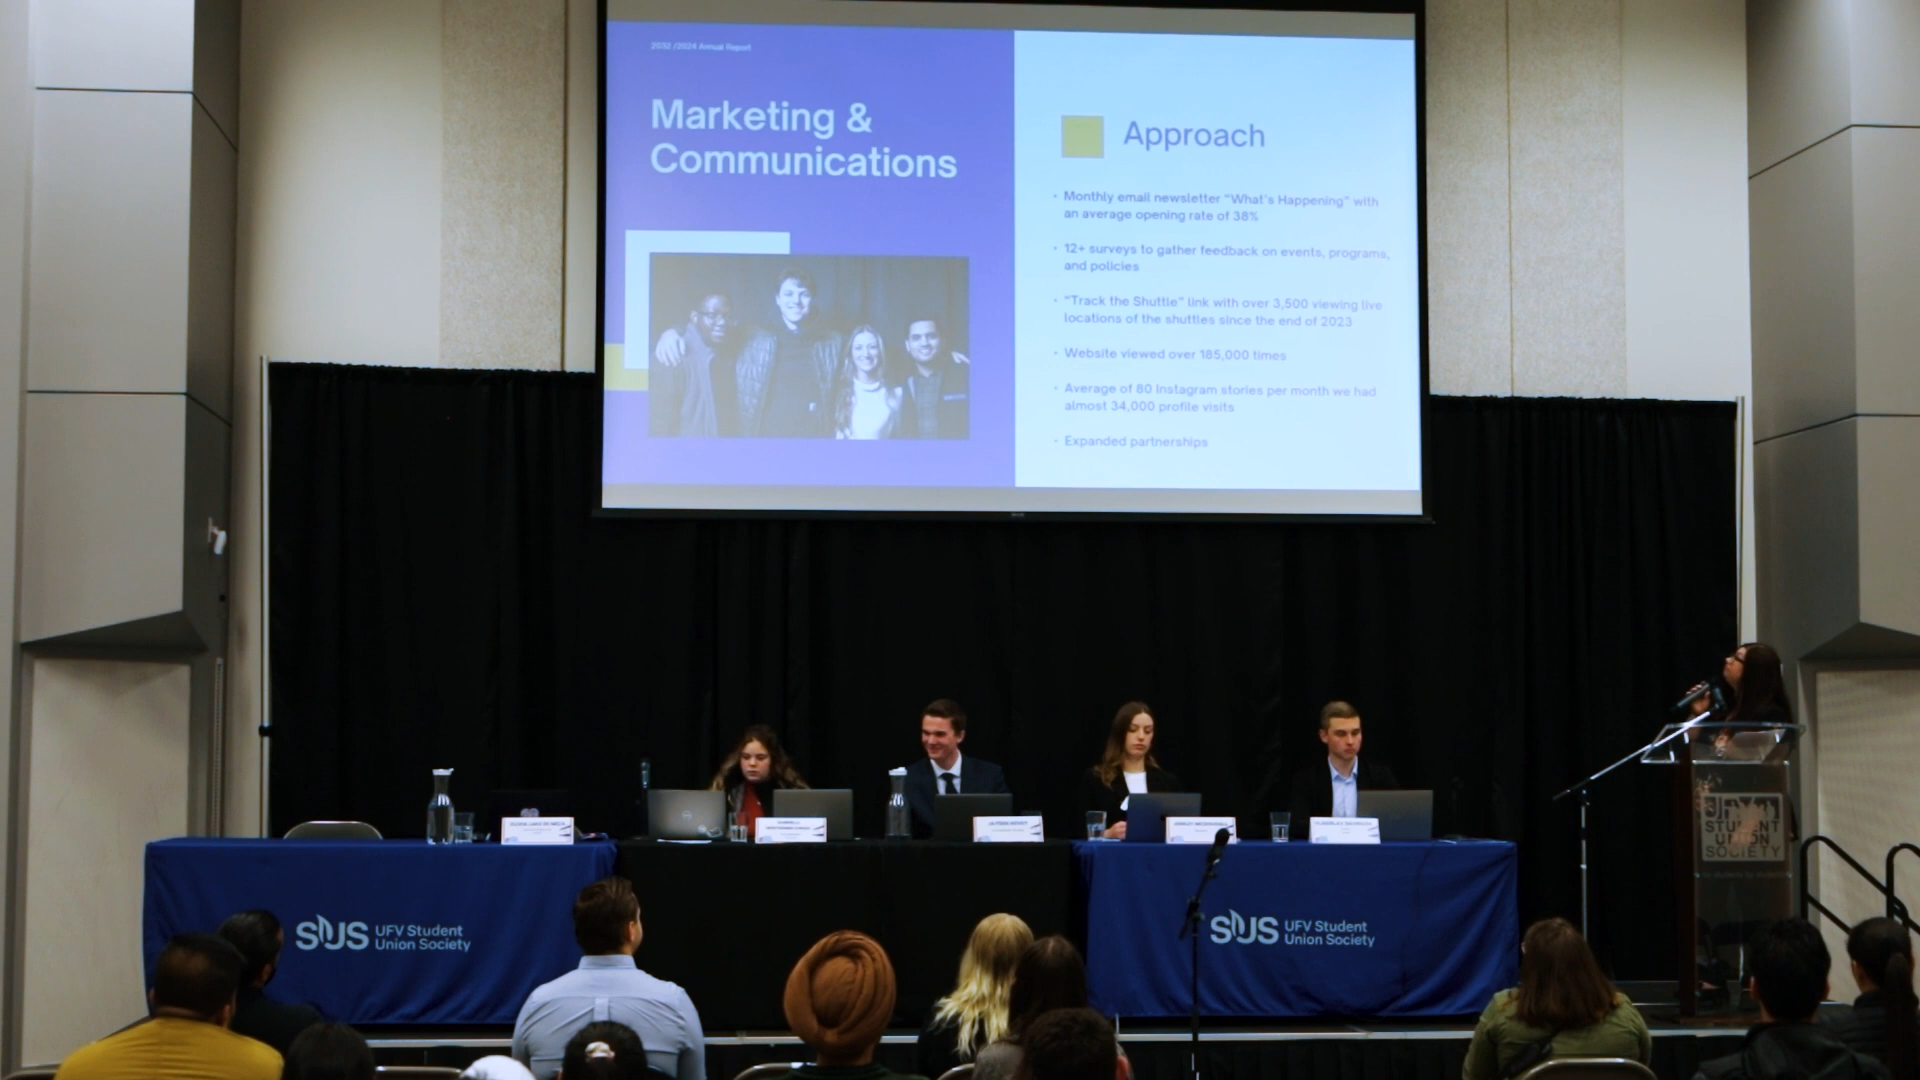 2032 /2024 Annual Report
Marketing &
Communications
Approach
• Monthly email newsletter “What’s Happening” with
an average opening rate of 38%
• 12+ surveys to gather feedback on events, programs,
and policies
• “Track the Shuttle” link with over 3,500 viewing live
locations of the shuttles since the end of 2023
• Website viewed over 185,000 times
• Average of 80 Instagram stories per month we had
almost 34,000 profile visits
• Expanded partnerships
UFV
STUDENT
UNION
SOCIETY
SUS UFV Student
Union Society
SUS UFV Student
Union Society